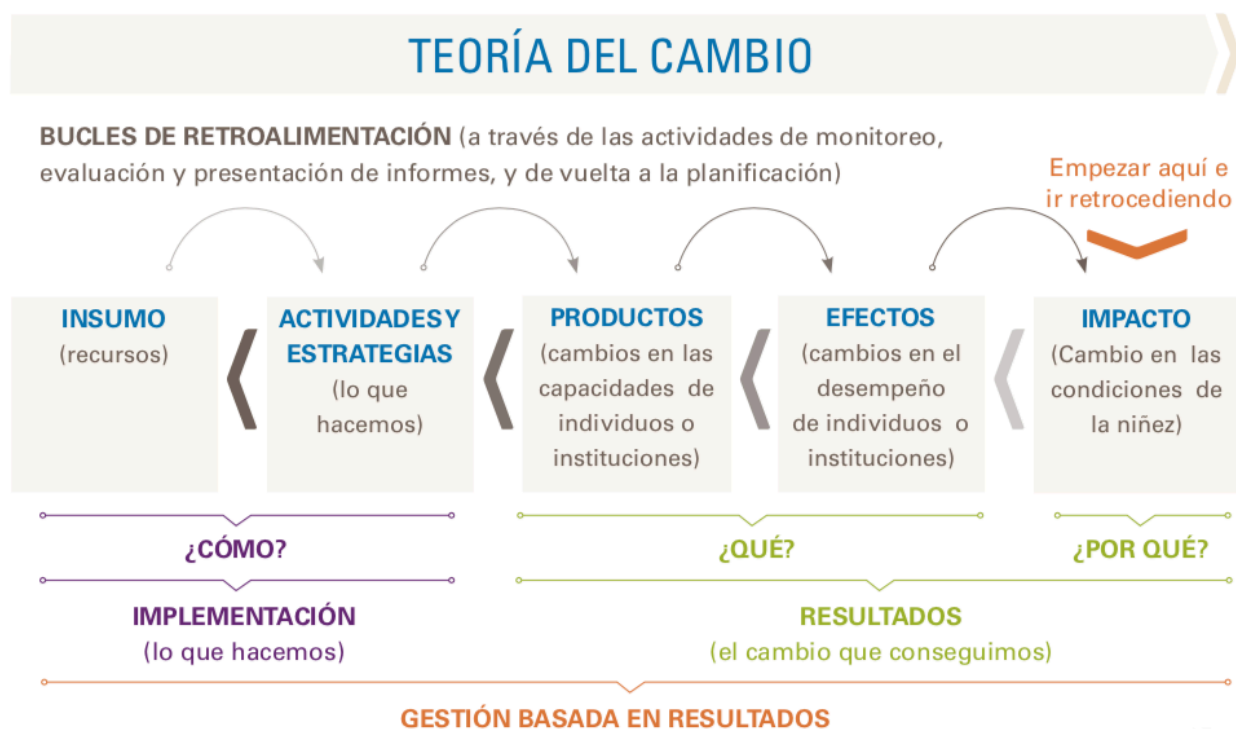 TEORÍA DEL CAMBIO
BUCLES DE RETROALIMENTACIÓN (a través de las actividades de monitoreo,
evaluación y presentación de informes, y de vuelta a la planificación)
Empezar aquí e
ir retrocediendo
INSUMO
(recursos)
ACTIVIDADES Y
ESTRATEGIAS
(lo que
hacemos)
PRODUCTOS
(cambios en las
capacidades de
individuos o
instituciones)
EFECTOS
(cambios en el
desempeño
de individuos o
instituciones)
IMPACTO
(Cambio en las
condiciones de
la niñez)
¿CÓMO?
¿QUÉ?
¿POR QUÉ?
IMPLEMENTACIÓN
(lo que hacemos)
RESULTADOS
(el cambio que conseguimos)
GESTIÓN BASADA EN RESULTADOS